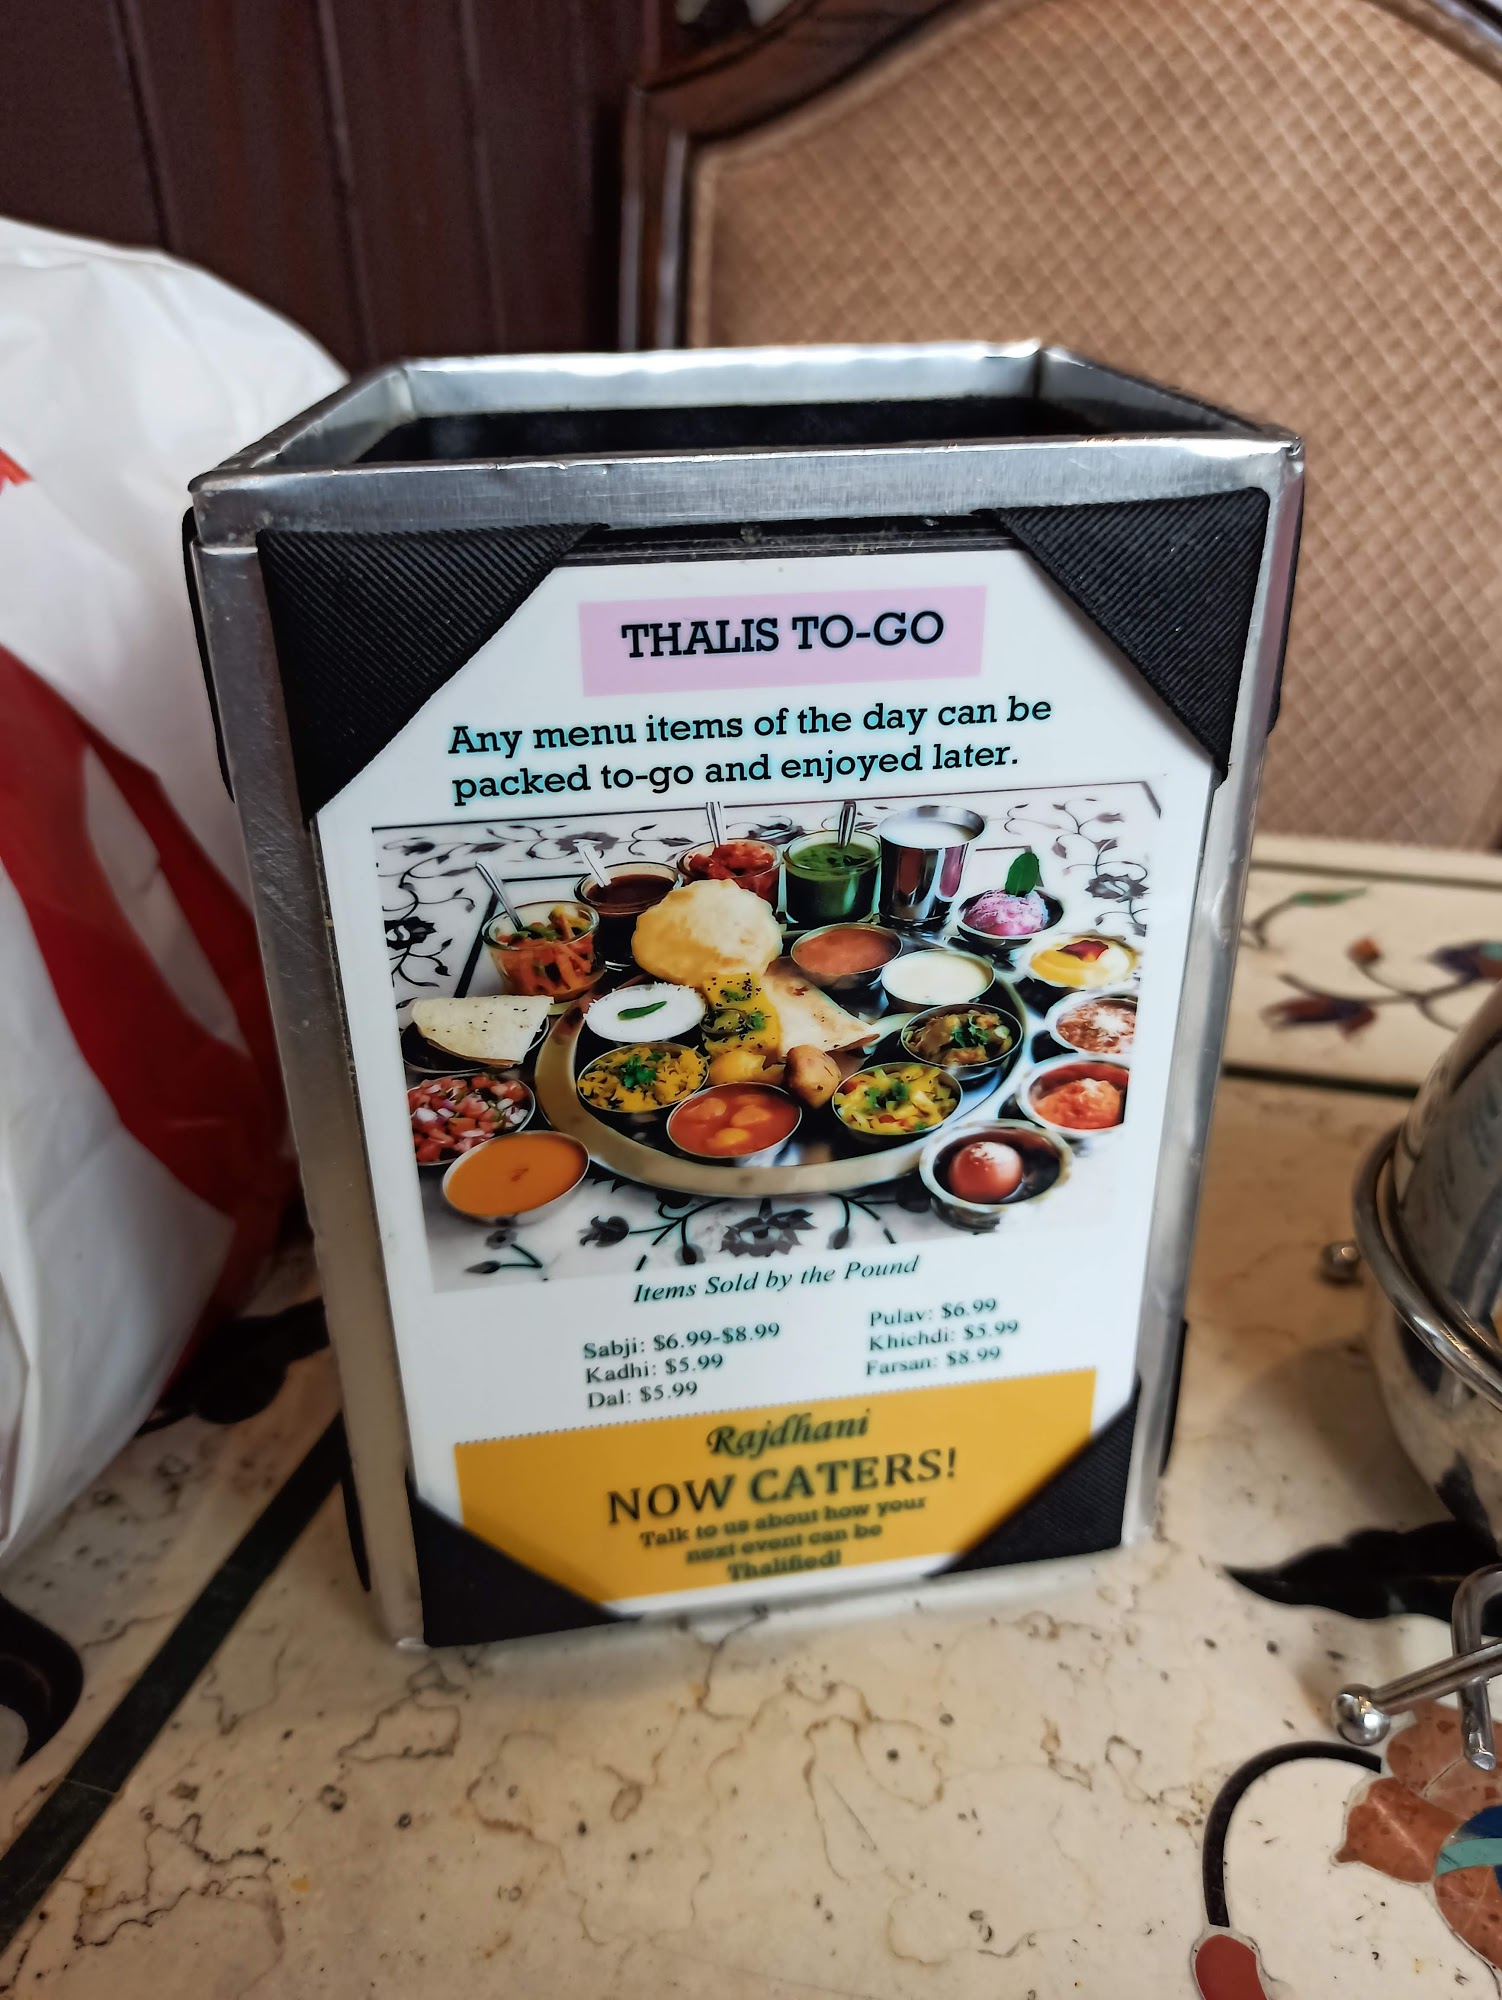 THALIS TO-GO
Any menu items of the day can be
packed to-go and enjoyed later.
Items Sold by the Pound
Sabji: $6.99-$8.99
Kadhi: $5.99
Dal: $5.99
Pulav: $6.99
Khichdi: $5.99
Farsan: $8.99
Rajdhani
NOW CATERS!
Talk to us about how your
next event can be
Thalified!